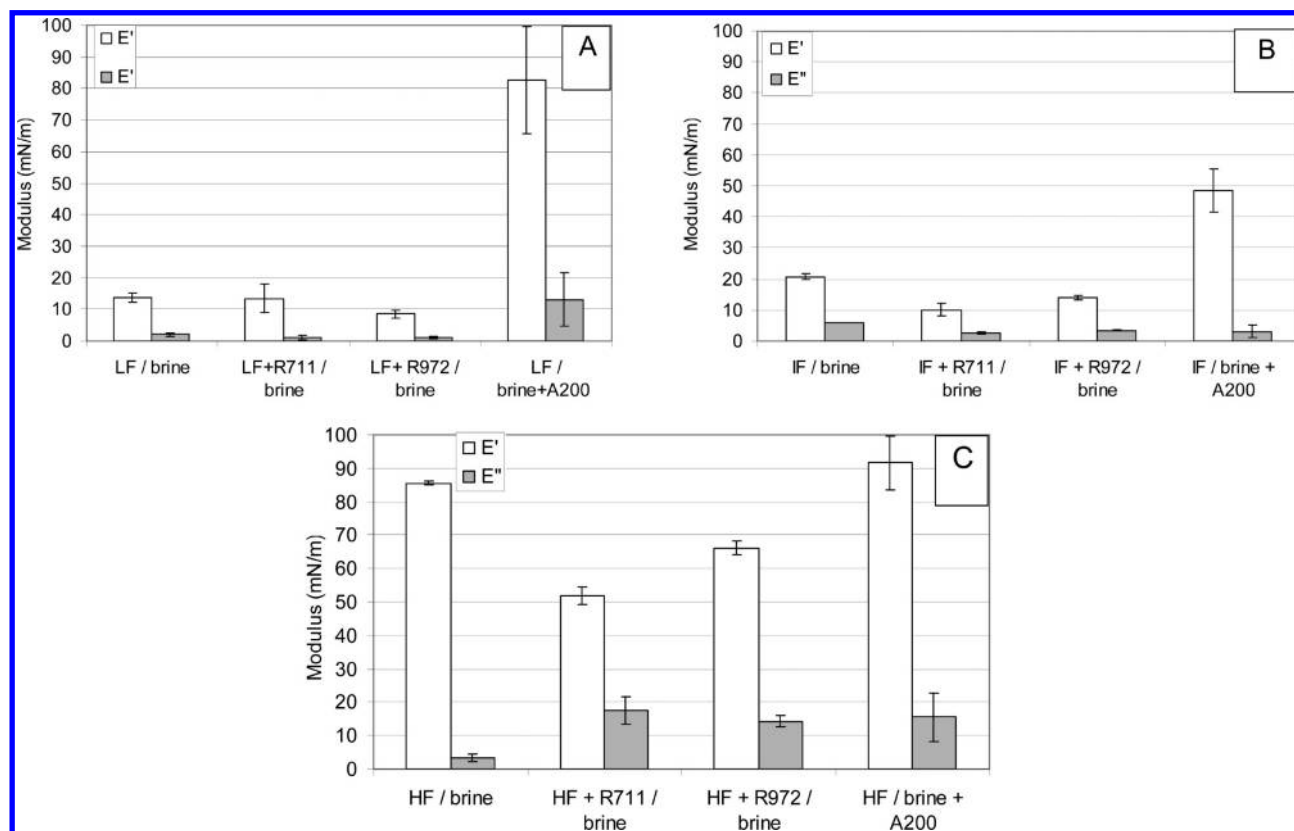 A
E'
E'
Modulus (mN/m)
100
90
80
70
60
50
40
30
20
10
0
LF / brine
LF+R711 /
brine
LF+ R972 /
brine
LF /
brine+A200
B
E'
E"
Modulus (mN/m)
100
90
80
70
60
50
40
30
20
10
0
IF / brine
IF + R711 /
brine
IF + R972 /
brine
IF / brine +
A200
C
E'
E"
Modulus (mN/m)
100
90
80
70
60
50
40
30
20
10
0
HF / brine
HF + R711 /
brine
HF + R972 /
brine
HF / brine +
A200